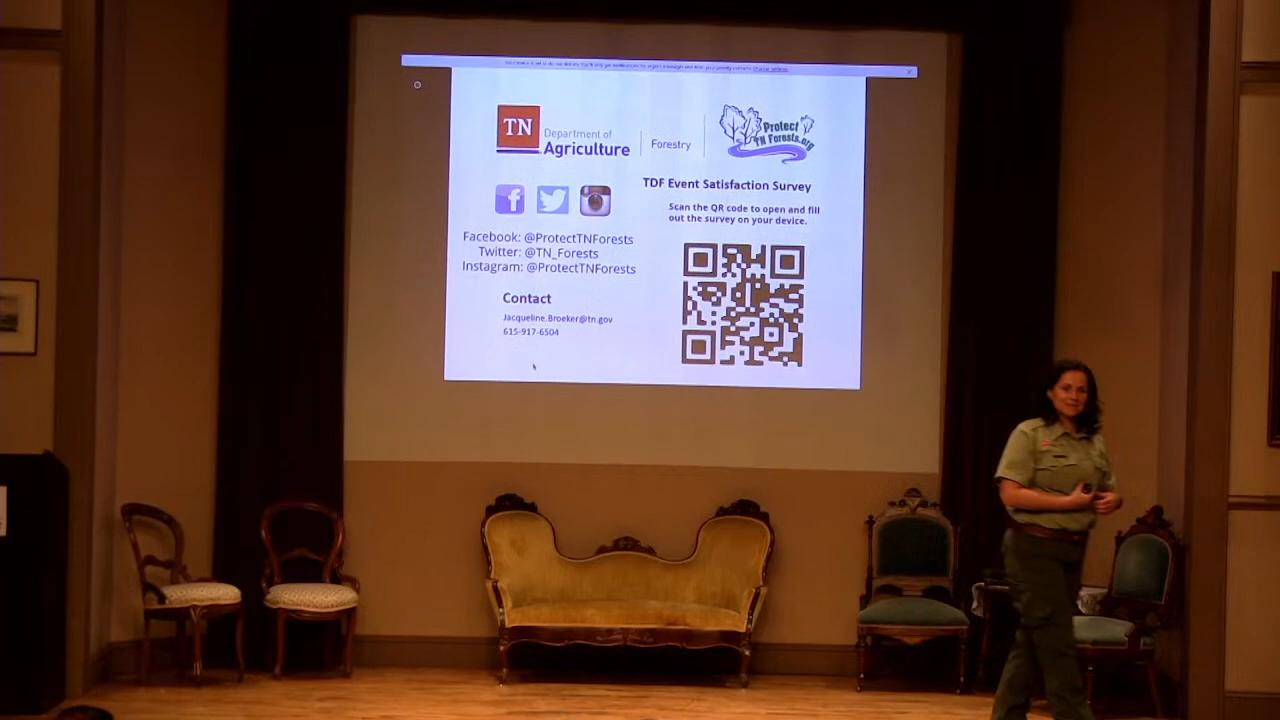 TN
Department of
Agriculture
Forestry
Protect
TN Forests.org
TDF Event Satisfaction Survey
Scan the QR code to open and fill
out the survey on your device.
Facebook: @ProtectTNForests
Twitter: @TN_Forests
Instagram: @ProtectTNForests
Contact
Jacqueline.Broeker@tn.gov
615-917-6504